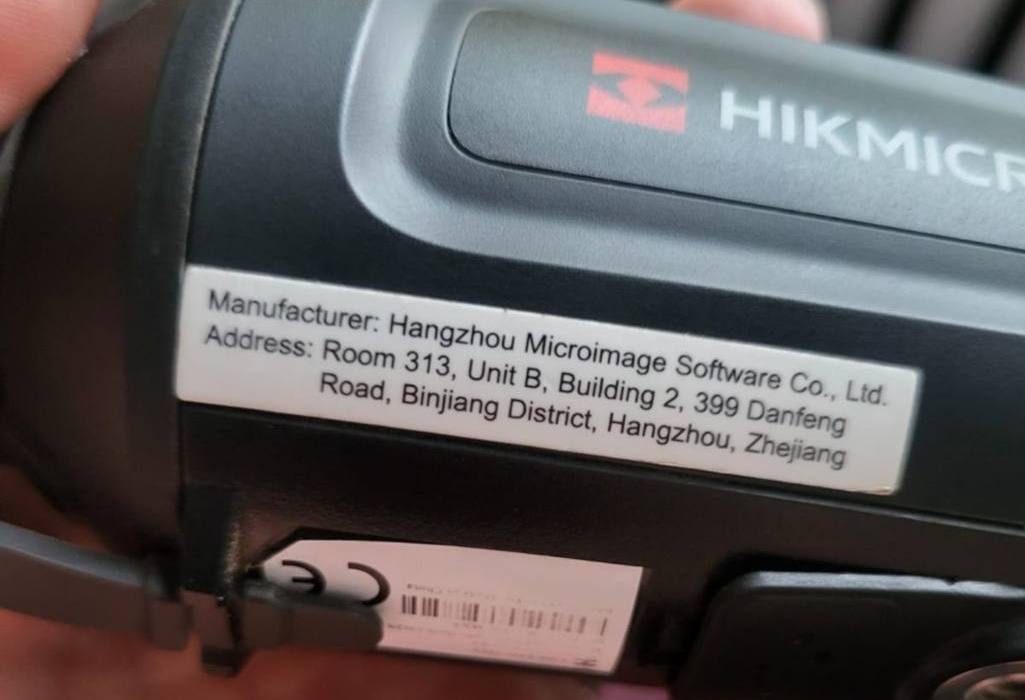 HIKMICR
Manufacturer: Hangzhou Microimage Software Co., Ltd.
Address: Room 313, Unit B, Building 2, 399 Danfeng
Road, Binjiang District, Hangzhou, Zhejiang
CE